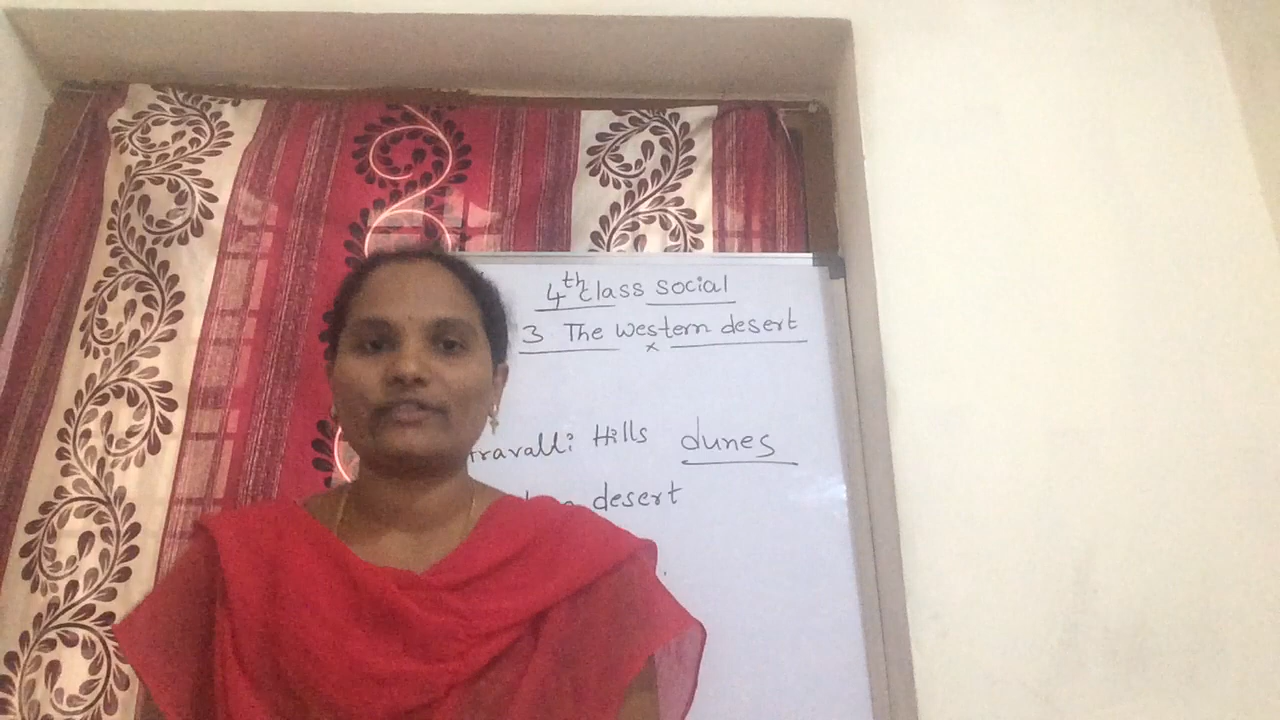 4th class social
3 The western desert
x
Hills dunes
desert